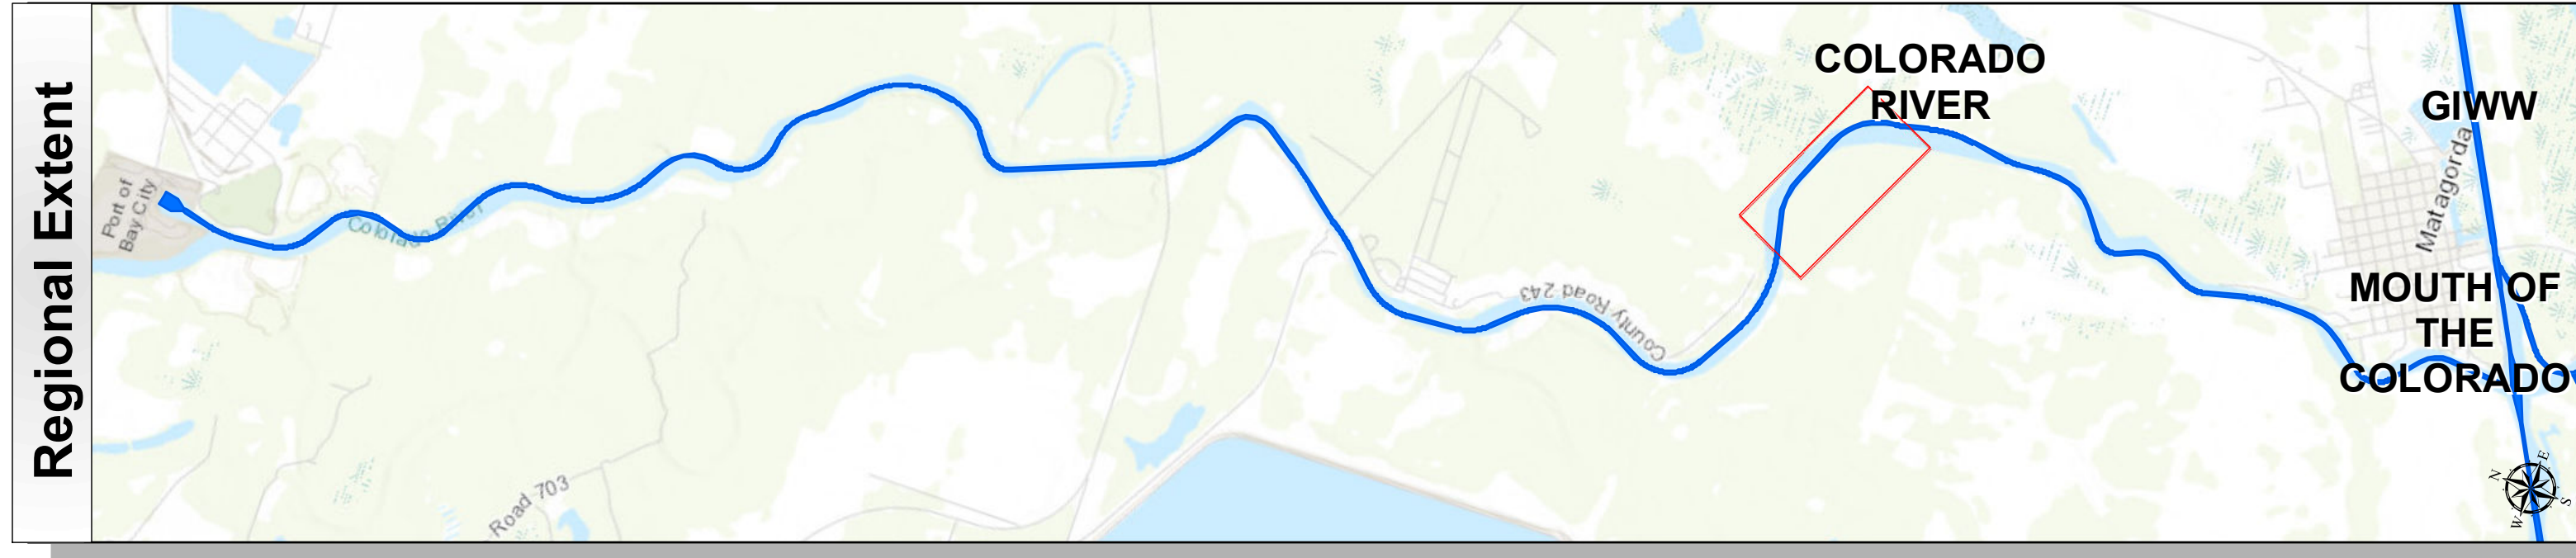 Regional Extent
Port of
Bay City
Colorado River
Road 703
County Road 243
COLORADO
RIVER
GIWW
Matagorda
MOUTH OF
THE
COLORADO
N
E
S
W